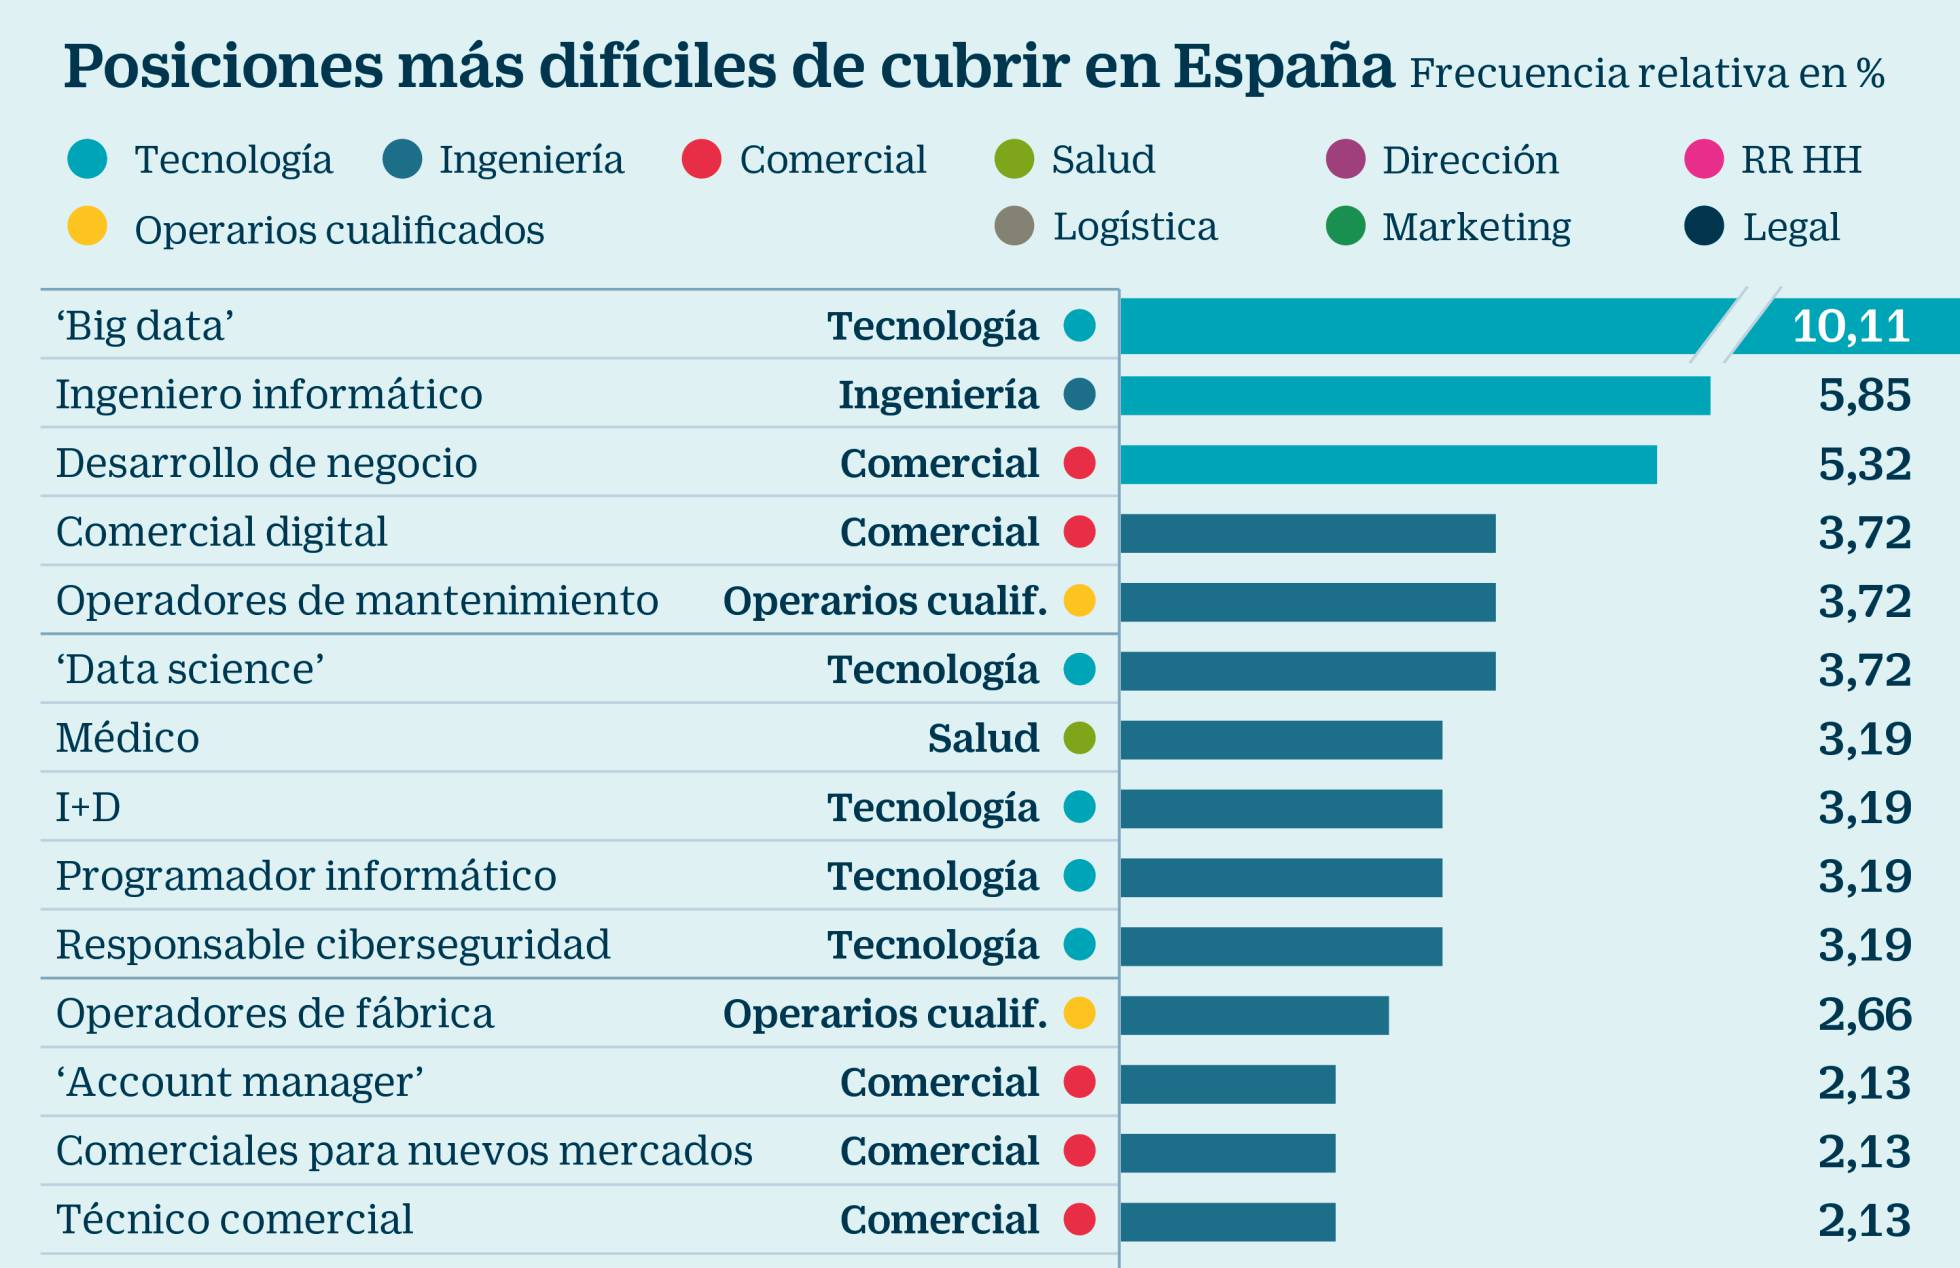 Posiciones más difíciles de cubrir en España Frecuencia relativa en %
Tecnología Ingeniería Comercial Salud Dirección RR HH
Operarios cualificados Logística Marketing Legal
‘Big data’ Tecnología 10,11
Ingeniero informático Ingeniería 5,85
Desarrollo de negocio Comercial 5,32
Comercial digital Comercial 3,72
Operadores de mantenimiento Operarios cualif. 3,72
‘Data science’ Tecnología 3,72
Médico Salud 3,19
I+D Tecnología 3,19
Programador informático Tecnología 3,19
Responsable ciberseguridad Tecnología 3,19
Operadores de fábrica Operarios cualif. 2,66
‘Account manager’ Comercial 2,13
Comerciales para nuevos mercados Comercial 2,13
Técnico comercial Comercial 2,13